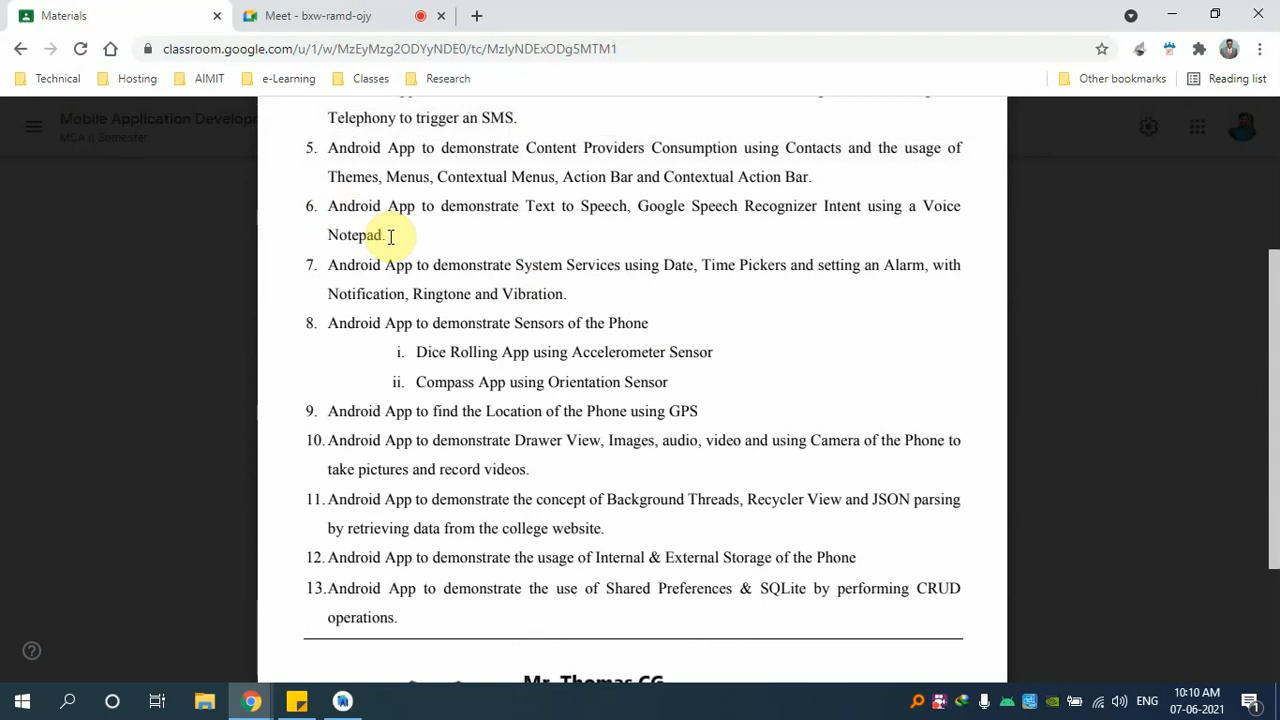 Materials
Meet - bxw-ramd-ojy
classroom.google.com/u/1/w/MzEyMzg2ODYyNDE0/tc/MzIyNDExODg5MTM1
Technical Hosting AIMIT e-Learning Classes Research Other bookmarks Reading list
Mobile Application Develop
MCA II Semester
Telephony to trigger an SMS.
5. Android App to demonstrate Content Providers Consumption using Contacts and the usage of
Themes, Menus, Contextual Menus, Action Bar and Contextual Action Bar.
6. Android App to demonstrate Text to Speech, Google Speech Recognizer Intent using a Voice
Notepad.
7. Android App to demonstrate System Services using Date, Time Pickers and setting an Alarm, with
Notification, Ringtone and Vibration.
8. Android App to demonstrate Sensors of the Phone
i. Dice Rolling App using Accelerometer Sensor
ii. Compass App using Orientation Sensor
9. Android App to find the Location of the Phone using GPS
10. Android App to demonstrate Drawer View, Images, audio, video and using Camera of the Phone to
take pictures and record videos.
11. Android App to demonstrate the concept of Background Threads, Recycler View and JSON parsing
by retrieving data from the college website.
12. Android App to demonstrate the usage of Internal & External Storage of the Phone
13. Android App to demonstrate the use of Shared Preferences & SQLite by performing CRUD
operations.
Mr. Thomas CG
ENG
10:10 AM
07-06-2021